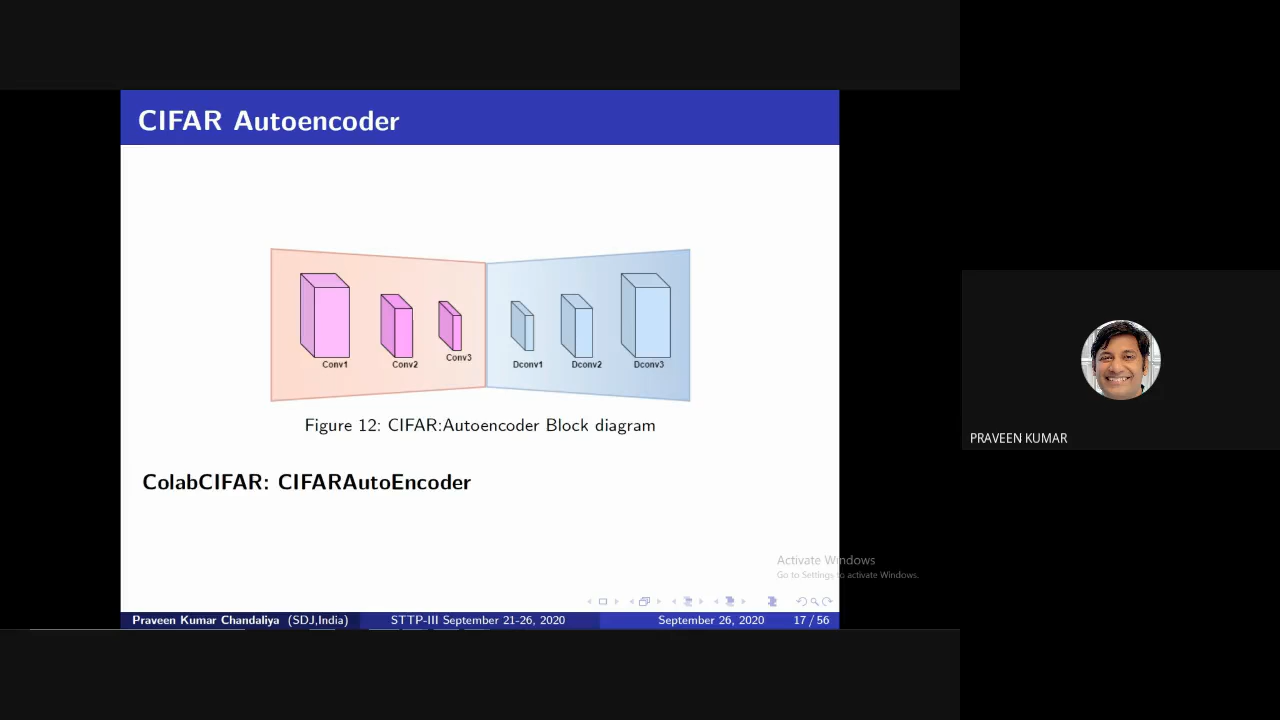 CIFAR Autoencoder
Conv1
Conv2
Conv3
Dconv1
Dconv2
Dconv3
Figure 12: CIFAR:Autoencoder Block diagram
ColabCIFAR: CIFARAutoEncoder
PRAVEEN KUMAR
Activate Windows
Go to Settings to activate Windows.
Praveen Kumar Chandaliya (SDJ,India) STTP-III September 21-26, 2020 September 26, 2020 17 / 56